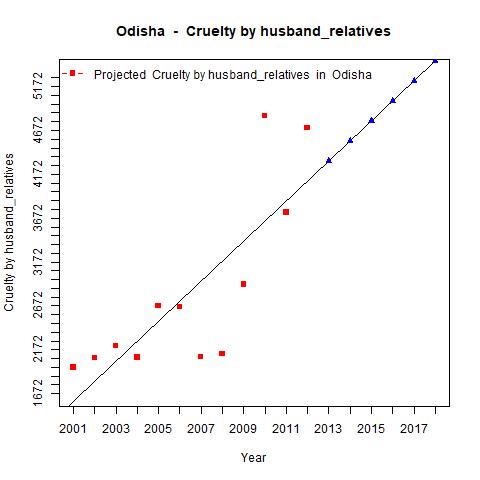 Odisha - Cruelty by husband_relatives
Projected Cruelty by husband_relatives in Odisha
Cruelty by husband_relatives
5172
4672
4172
3672
3172
2672
2172
1672
2001 2003 2005 2007 2009 2011 2013 2015 2017
Year